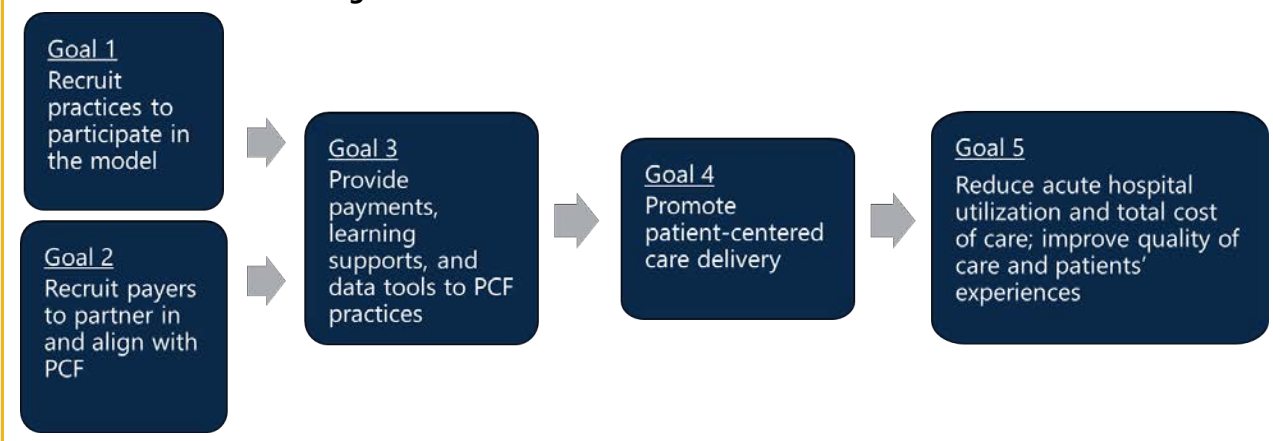 Goal 1
Recruit
practices to
participate in
the model
Goal 2
Recruit payers
to partner in
and align with
PCF
Goal 3
Provide
payments,
learning
supports, and
data tools to PCF
practices
Goal 4
Promote
patient-centered
care delivery
Goal 5
Reduce acute hospital
utilization and total cost
of care; improve quality of
care and patients’
experiences